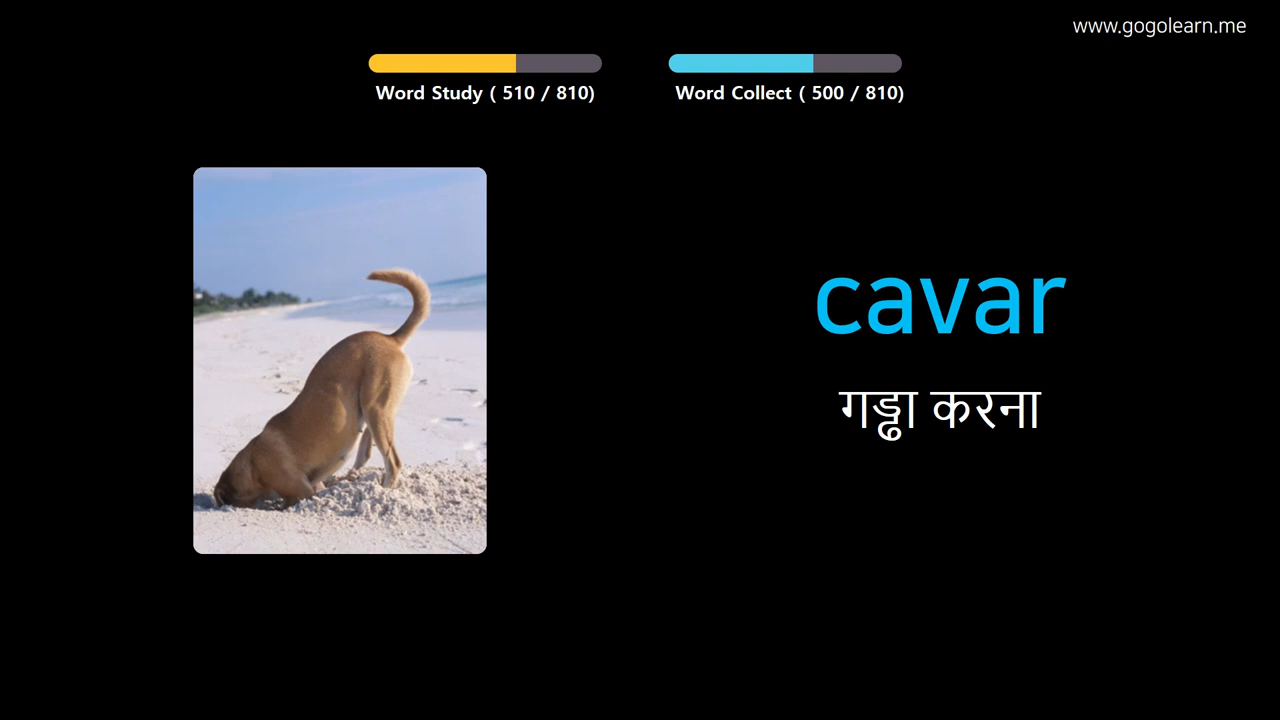 www.gogolearn.me
Word Study ( 510 / 810)
Word Collect ( 500 / 810)
cavar
गड्ढा करना